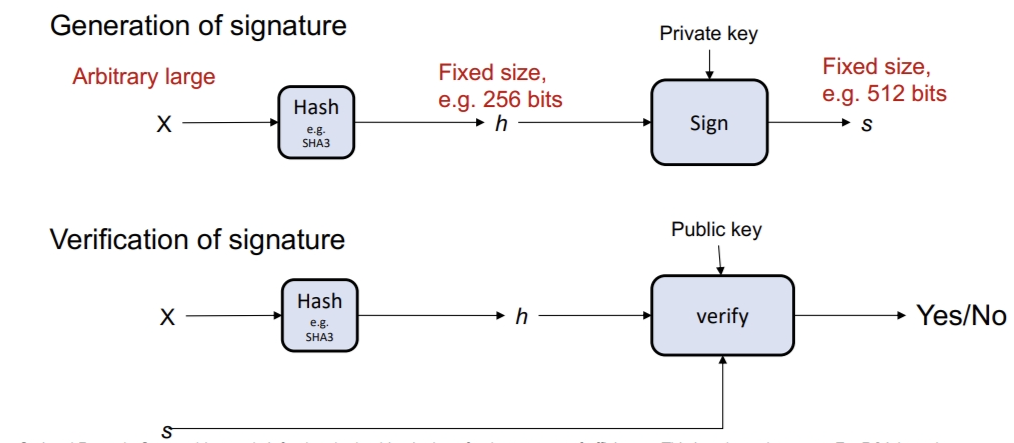 Generation of signature
Private key
Arbitrary large
Fixed size,
e.g. 256 bits
Fixed size,
e.g. 512 bits
X
Hash
e.g.
SHA3
h
Sign
s
Verification of signature
Public key
X
Hash
e.g.
SHA3
h
verify
Yes/No
s